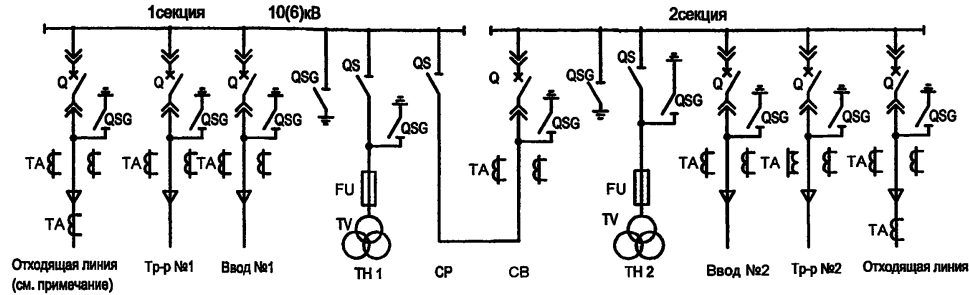 1секция 10(6)кВ 2секция
Q Q Q QSG QS QS Q QSG QS Q Q Q
QSG QSG QSG QSG QSG QSG QSG QSG
TA TA TA TA TA TA TA
FU FU
TV TV
TA TA
Отходящая линия Тр-р №1 Ввод №1 ТН 1 СР СВ ТН 2 Ввод №2 Тр-р №2 Отходящая линия
(см. примечание)